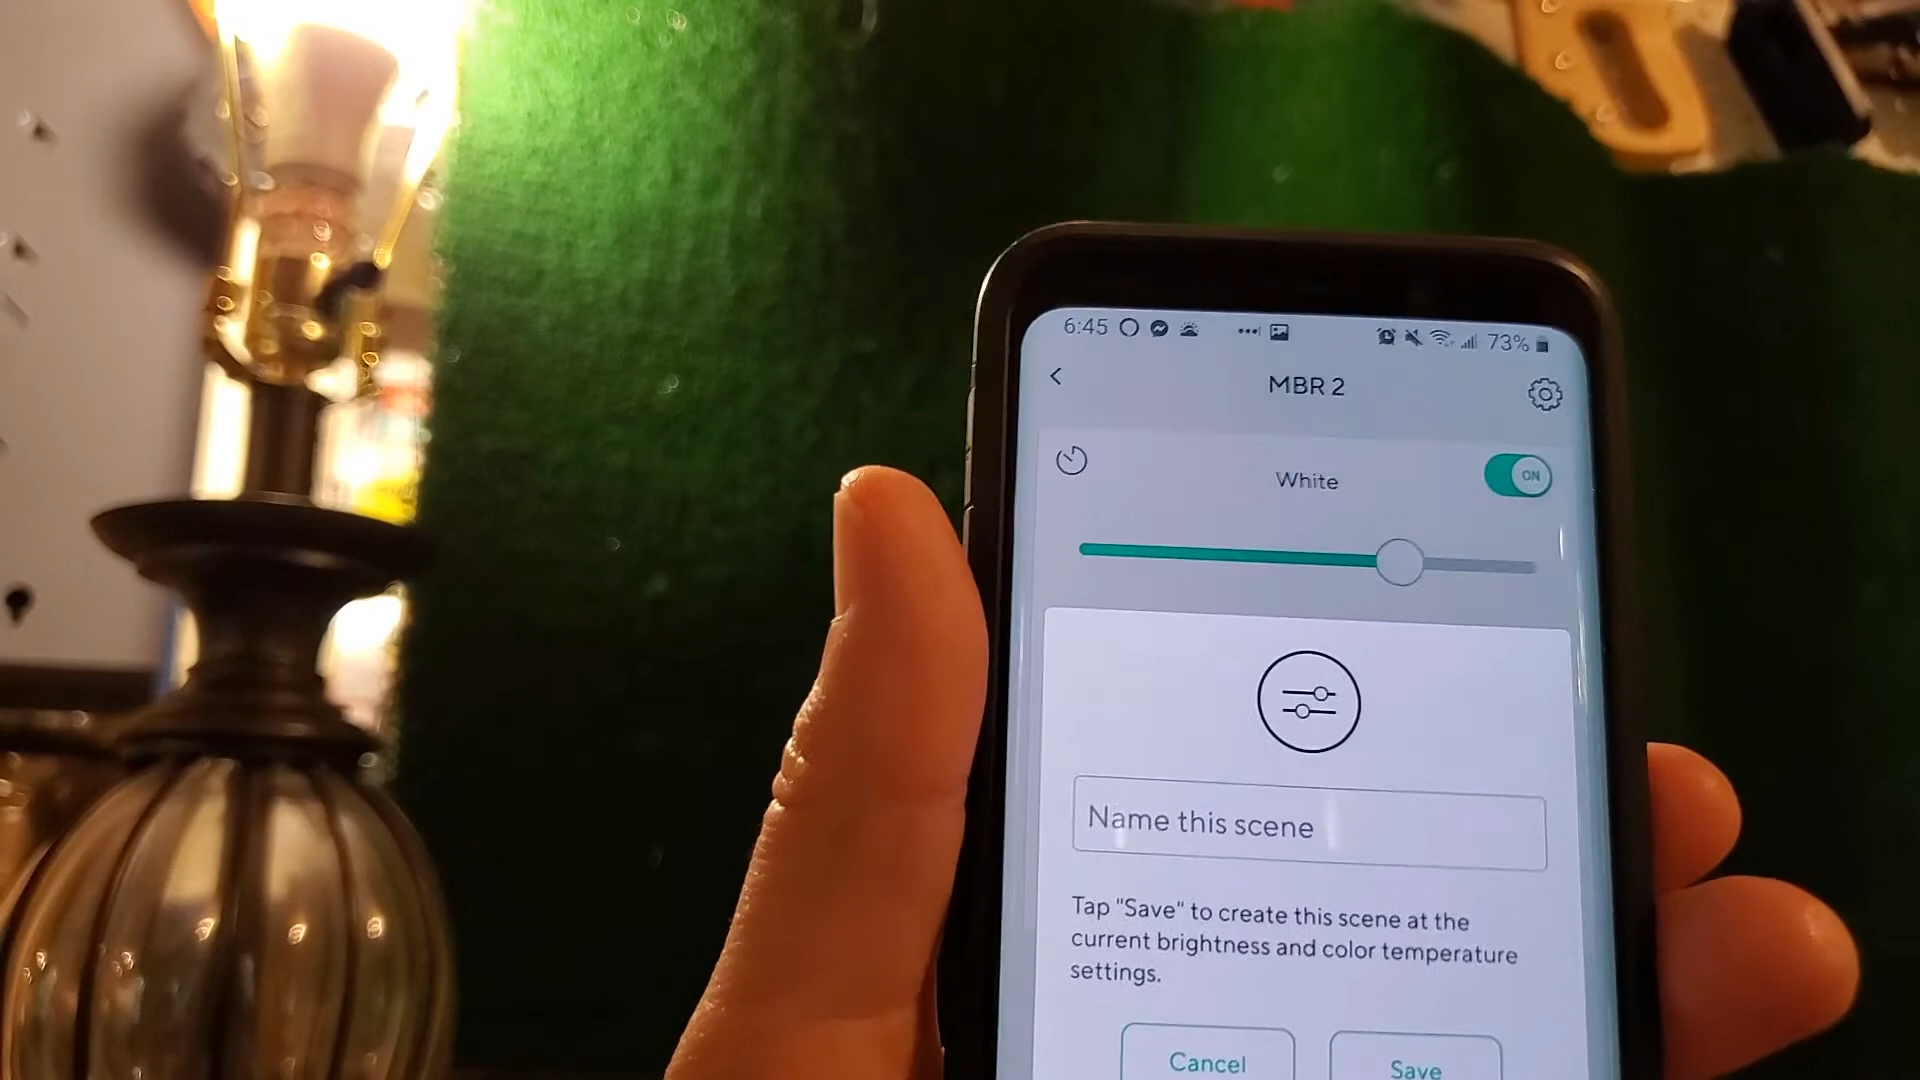 6:45 73%
MBR 2
White
ON
Name this scene
Tap "Save" to create this scene at the
current brightness and color temperature
settings.
Cancel Save